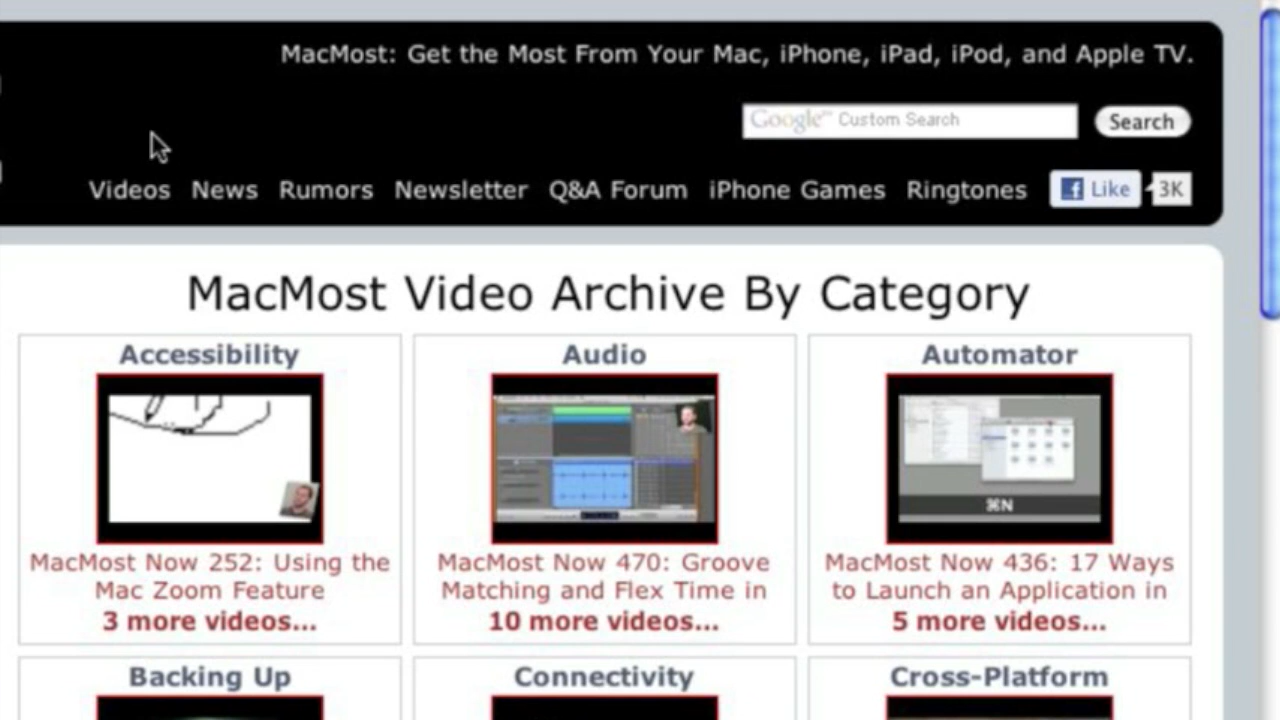 MacMost: Get the Most From Your Mac, iPhone, iPad, iPod, and Apple TV.
Google™ Custom Search
Search
Videos News Rumors Newsletter Q&A Forum iPhone Games Ringtones Like 3K
MacMost Video Archive By Category
Accessibility
MacMost Now 252: Using the
Mac Zoom Feature
3 more videos...
Audio
MacMost Now 470: Groove
Matching and Flex Time in
10 more videos...
Automator
⌘N
MacMost Now 436: 17 Ways
to Launch an Application in
5 more videos...
Backing Up
Connectivity
Cross-Platform